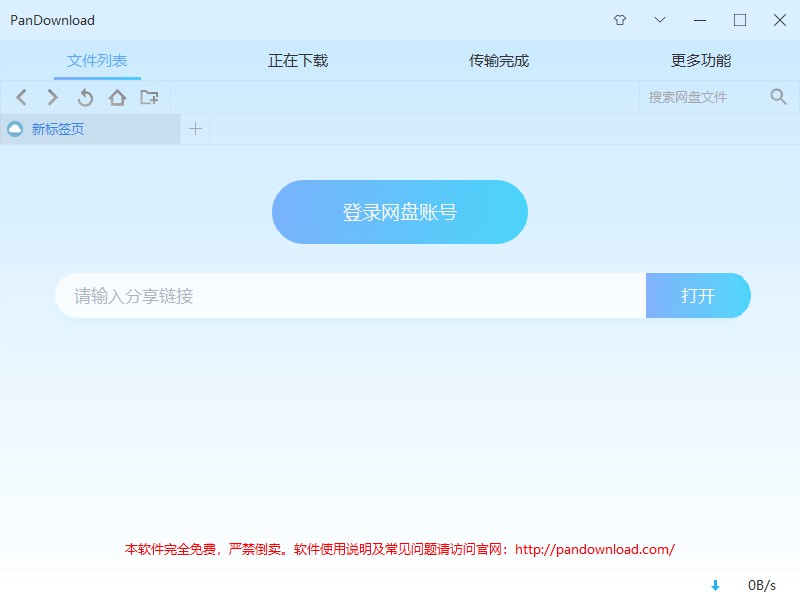 PanDownload
文件列表
正在下载
传输完成
更多功能
搜索网盘文件
新标签页
登录网盘账号
请输入分享链接
打开
本软件完全免费，严禁倒卖。软件使用说明及常见问题请访问官网：http://pandownload.com/
0B/s